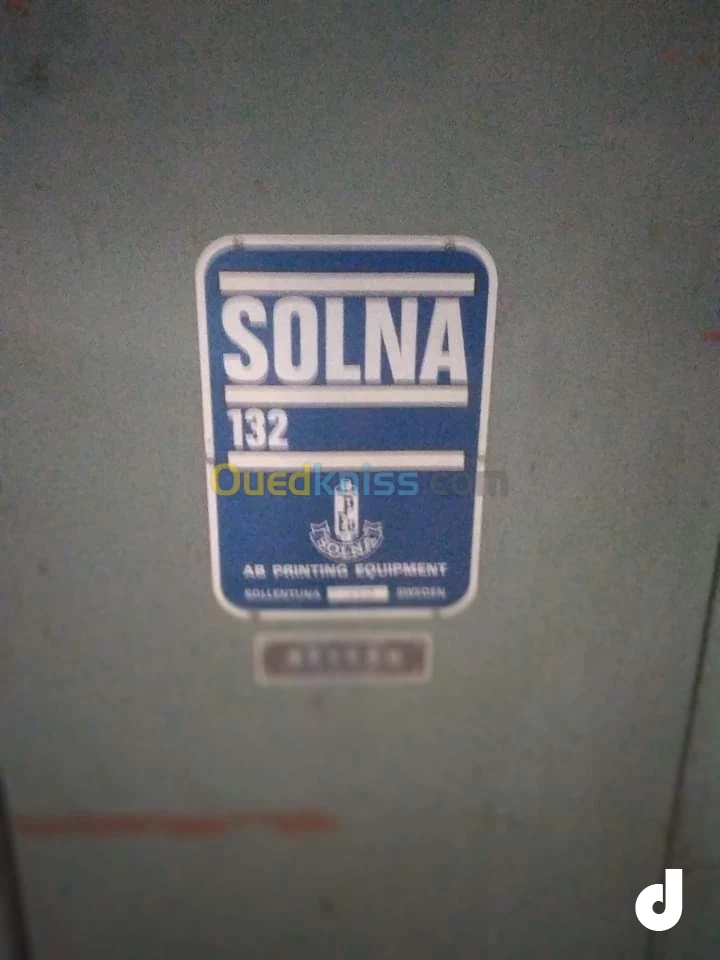 SOLNA
132
Ouedkniss.com
SOLNA
AB PRINTING EQUIPMENT
SOLLENTUNA SWEDEN
d